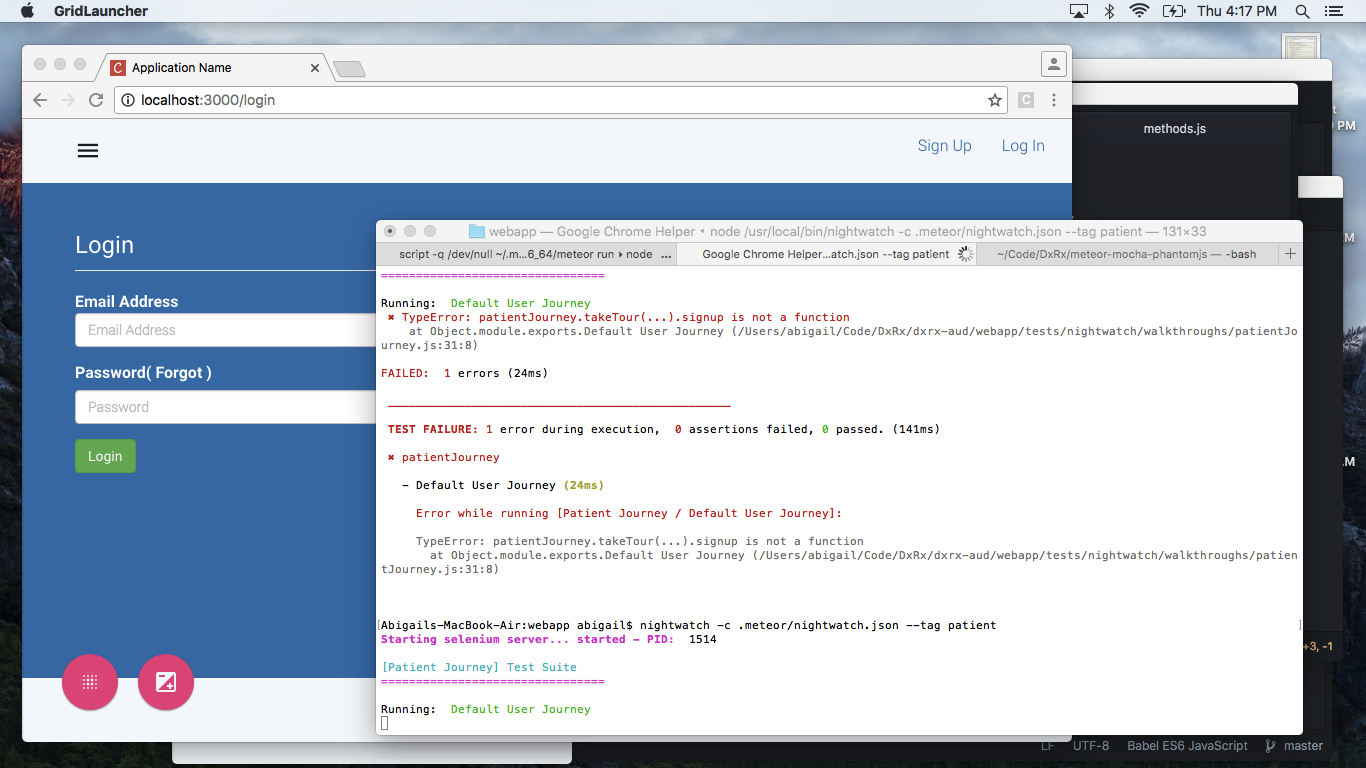 GridLauncher
Thu 4:17 PM
Application Name
localhost:3000/login
Sign Up Log In
Login
Email Address
Email Address
Password( Forgot )
Password
Login
methods.js
PM
webapp — Google Chrome Helper • node /usr/local/bin/nightwatch -c .meteor/nightwatch.json --tag patient — 131×33
script -q /dev/null ~/.m...6_64/meteor run ▸ node ...
Google Chrome Helper...atch.json --tag patient
~/Code/DxRx/meteor-mocha-phantomjs — -bash
================================
Running: Default User Journey
✖ TypeError: patientJourney.takeTour(...).signup is not a function
at Object.module.exports.Default User Journey (/Users/abigail/Code/DxRx/dxrx-aud/webapp/tests/nightwatch/walkthroughs/patientJo
urney.js:31:8)
FAILED: 1 errors (24ms)
_________________________________________________
TEST FAILURE: 1 error during execution, 0 assertions failed, 0 passed. (141ms)
✖ patientJourney
– Default User Journey (24ms)
Error while running [Patient Journey / Default User Journey]:
TypeError: patientJourney.takeTour(...).signup is not a function
at Object.module.exports.Default User Journey (/Users/abigail/Code/DxRx/dxrx-aud/webapp/tests/nightwatch/walkthroughs/patien
tJourney.js:31:8)
[Abigails-MacBook-Air:webapp abigail$ nightwatch -c .meteor/nightwatch.json --tag patient ]
Starting selenium server... started - PID: 1514
[Patient Journey] Test Suite
================================
Running: Default User Journey
+3, -1
LF UTF-8 Babel ES6 JavaScript master